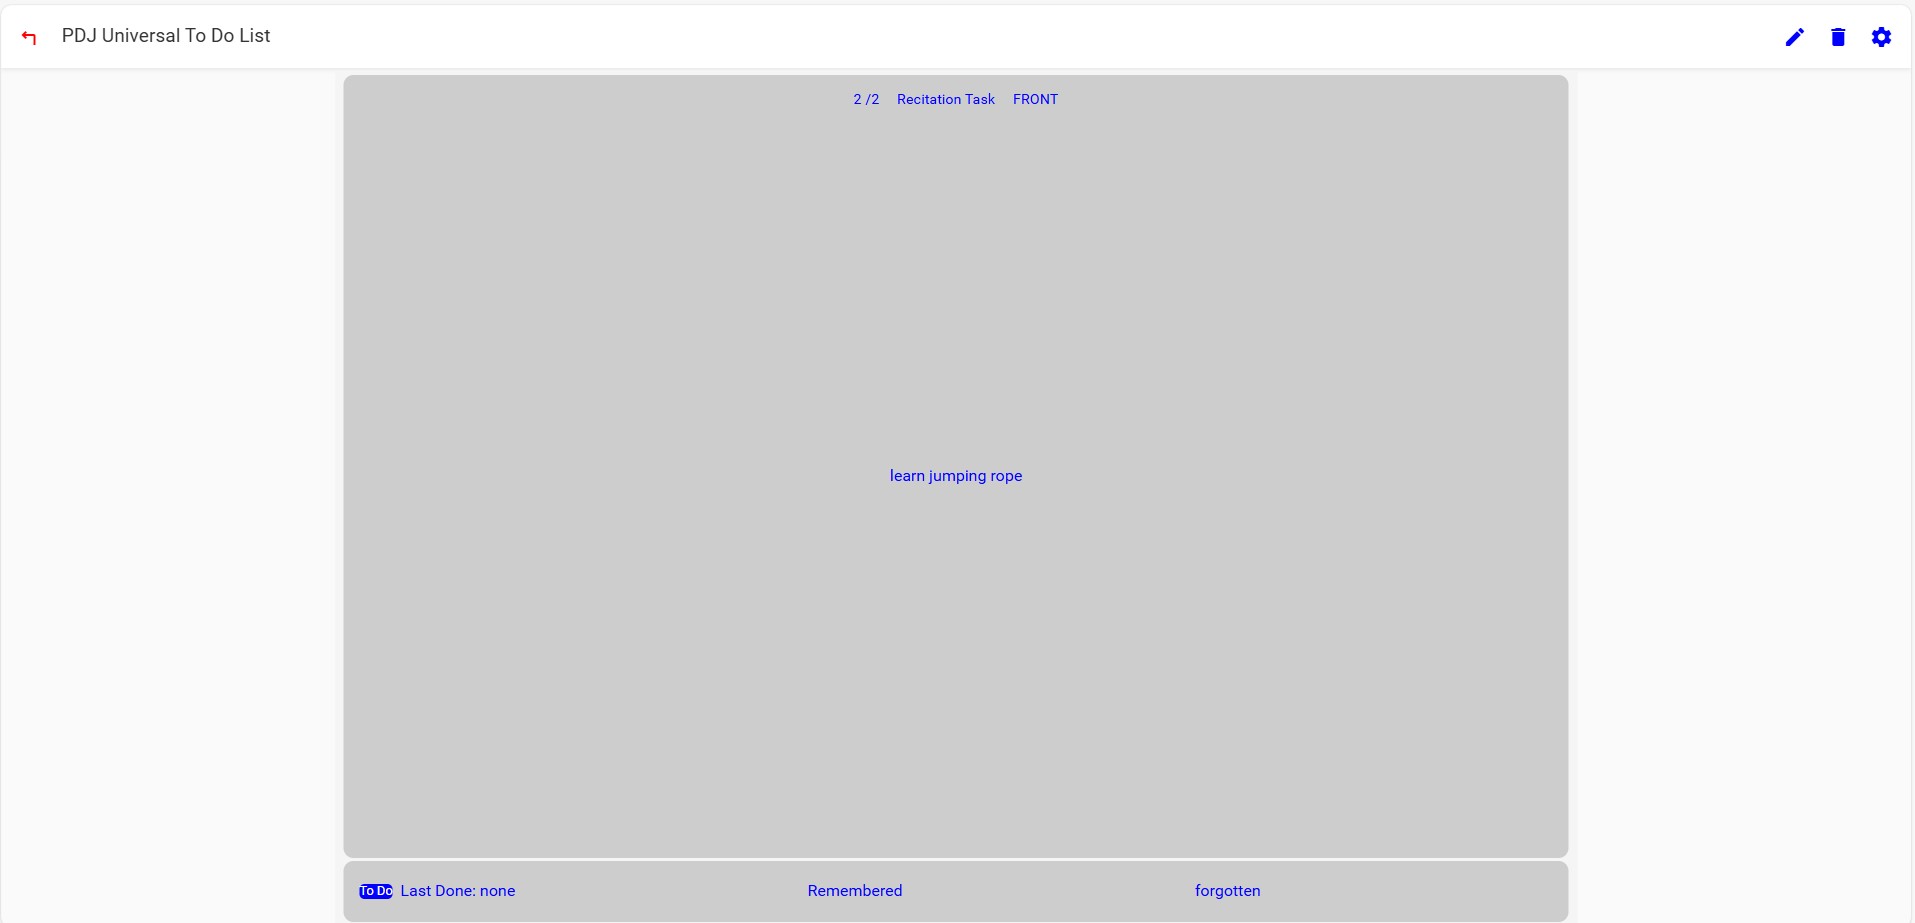 PDJ Universal To Do List
2 /2 Recitation Task FRONT
learn jumping rope
To Do Last Done: none Remembered forgotten